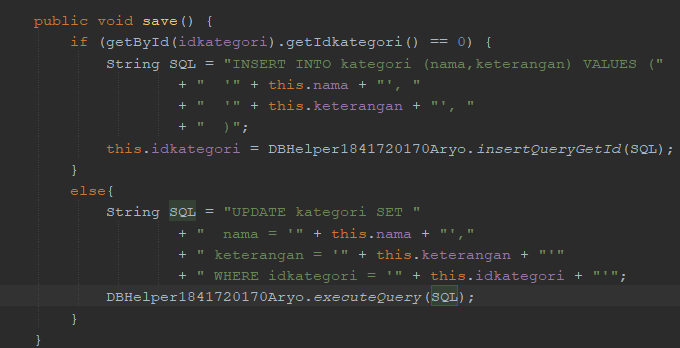 public void save() {
if (getById(idkategori).getIdkategori() == 0) {
String SQL = "INSERT INTO kategori (nama,keterangan) VALUES ("
+ "  '" + this.nama + "', "
+ "  '" + this.keterangan + "', "
+ "  )";
this.idkategori = DBHelper1841720170Aryo.insertQueryGetId(SQL);
}
else{
String SQL = "UPDATE kategori SET "
+ "  nama = '" + this.nama + "',"
+ " keterangan = '" + this.keterangan + "'"
+ " WHERE idkategori = '" + this.idkategori + "'";
DBHelper1841720170Aryo.executeQuery(SQL);
}
}